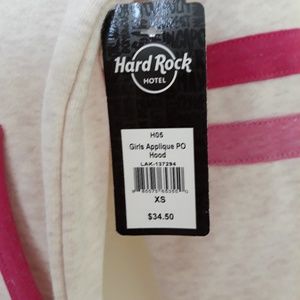 Hard Rock
HOTEL
H05
Girls Applique PO
Hood
LAK-137294
XS
$34.50